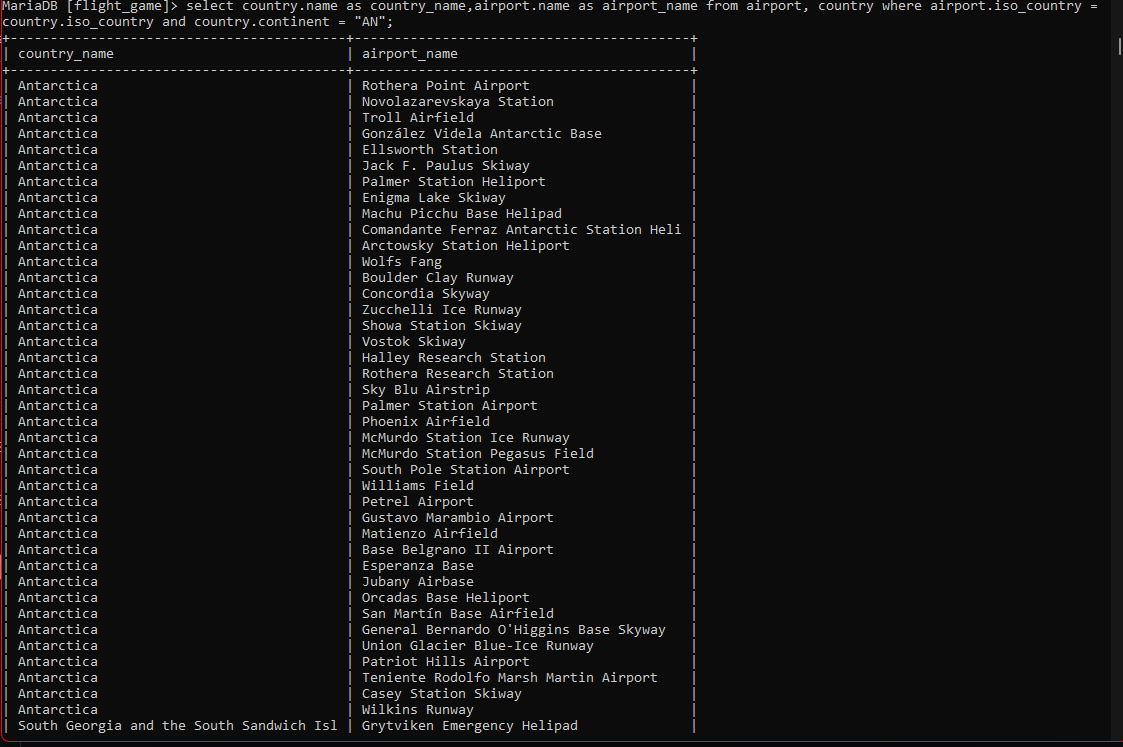 MariaDB [flight_game]> select country.name as country_name,airport.name as airport_name from airport, country where airport.iso_country =
country.iso_country and country.continent = "AN";
+------------------------------------------+------------------------------------------+
| country_name | airport_name |
+------------------------------------------+------------------------------------------+
| Antarctica | Rothera Point Airport |
| Antarctica | Novolazarevskaya Station |
| Antarctica | Troll Airfield |
| Antarctica | González Videla Antarctic Base |
| Antarctica | Ellsworth Station |
| Antarctica | Jack F. Paulus Skiway |
| Antarctica | Palmer Station Heliport |
| Antarctica | Enigma Lake Skiway |
| Antarctica | Machu Picchu Base Helipad |
| Antarctica | Comandante Ferraz Antarctic Station Heli |
| Antarctica | Arctowsky Station Heliport |
| Antarctica | Wolfs Fang |
| Antarctica | Boulder Clay Runway |
| Antarctica | Concordia Skyway |
| Antarctica | Zucchelli Ice Runway |
| Antarctica | Showa Station Skiway |
| Antarctica | Vostok Skiway |
| Antarctica | Halley Research Station |
| Antarctica | Rothera Research Station |
| Antarctica | Sky Blu Airstrip |
| Antarctica | Palmer Station Airport |
| Antarctica | Phoenix Airfield |
| Antarctica | McMurdo Station Ice Runway |
| Antarctica | McMurdo Station Pegasus Field |
| Antarctica | South Pole Station Airport |
| Antarctica | Williams Field |
| Antarctica | Petrel Airport |
| Antarctica | Gustavo Marambio Airport |
| Antarctica | Matienzo Airfield |
| Antarctica | Base Belgrano II Airport |
| Antarctica | Esperanza Base |
| Antarctica | Jubany Airbase |
| Antarctica | Orcadas Base Heliport |
| Antarctica | San Martín Base Airfield |
| Antarctica | General Bernardo O'Higgins Base Skyway |
| Antarctica | Union Glacier Blue-Ice Runway |
| Antarctica | Patriot Hills Airport |
| Antarctica | Teniente Rodolfo Marsh Martin Airport |
| Antarctica | Casey Station Skiway |
| Antarctica | Wilkins Runway |
| South Georgia and the South Sandwich Isl | Grytviken Emergency Helipad |